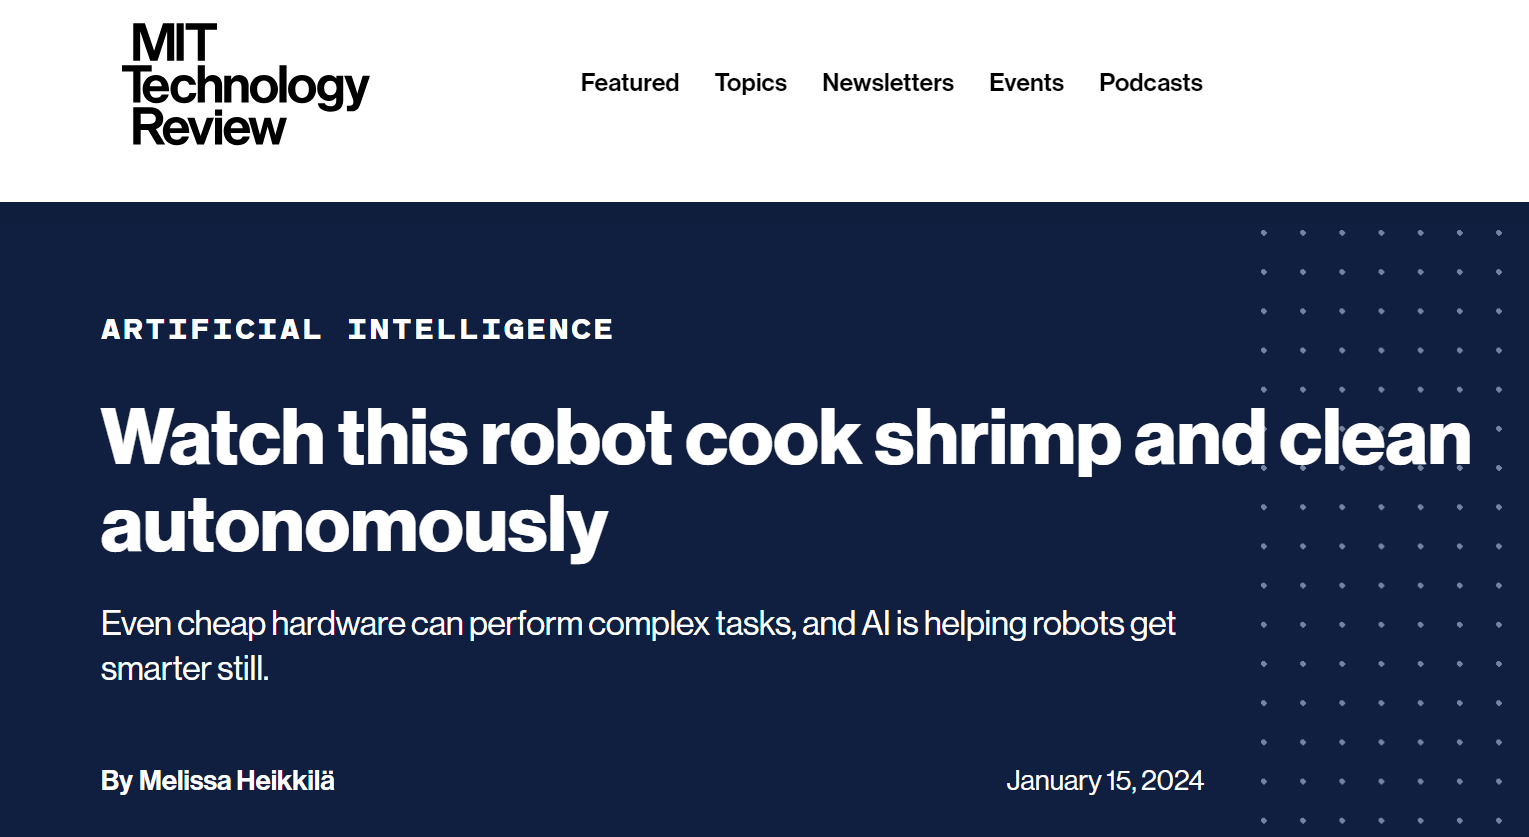 MIT
Technology
Review
Featured Topics Newsletters Events Podcasts
ARTIFICIAL INTELLIGENCE
Watch this robot cook shrimp and clean
autonomously
Even cheap hardware can perform complex tasks, and AI is helping robots get
smarter still.
By Melissa Heikkilä January 15, 2024